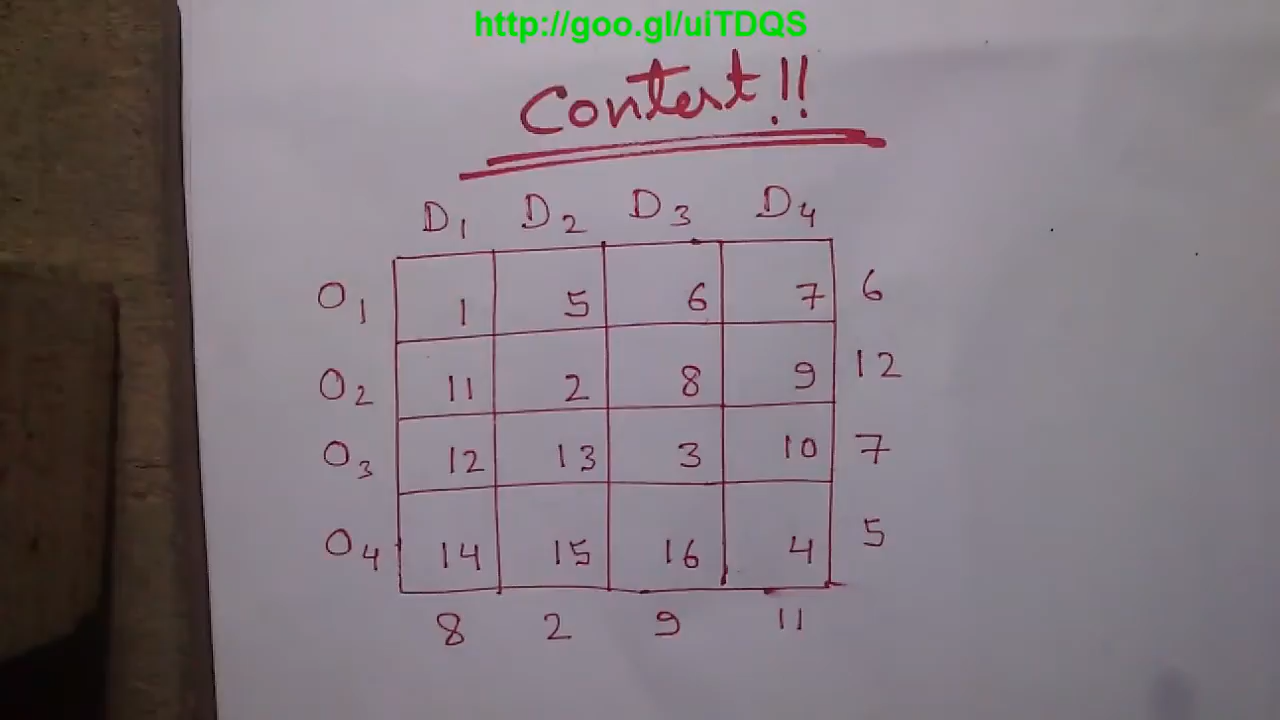 http://goo.gl/uiTDQS
Contest!!
D1 D2 D3 D4
O1 1 5 6 7 6
O2 11 2 8 9 12
O3 12 13 3 10 7
O4 14 15 16 4 5
8 2 9 11